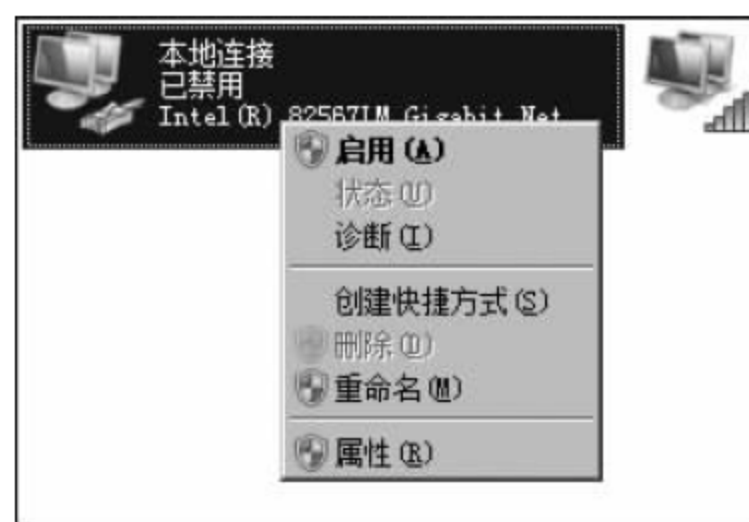 本地连接
已禁用
Intel(R) 82567LM Gigabit Net
启用(A)
状态(U)
诊断(I)
创建快捷方式(S)
删除(D)
重命名(M)
属性(R)